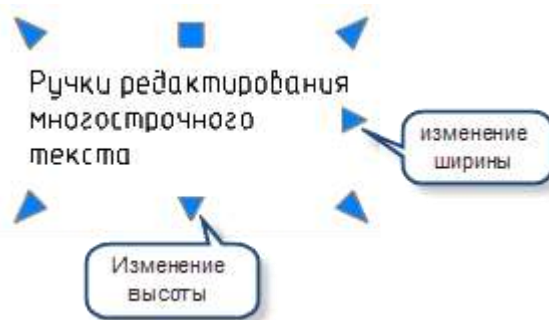 Ручки редактирования
многострочного
текста
изменение
ширины
Изменение
высоты